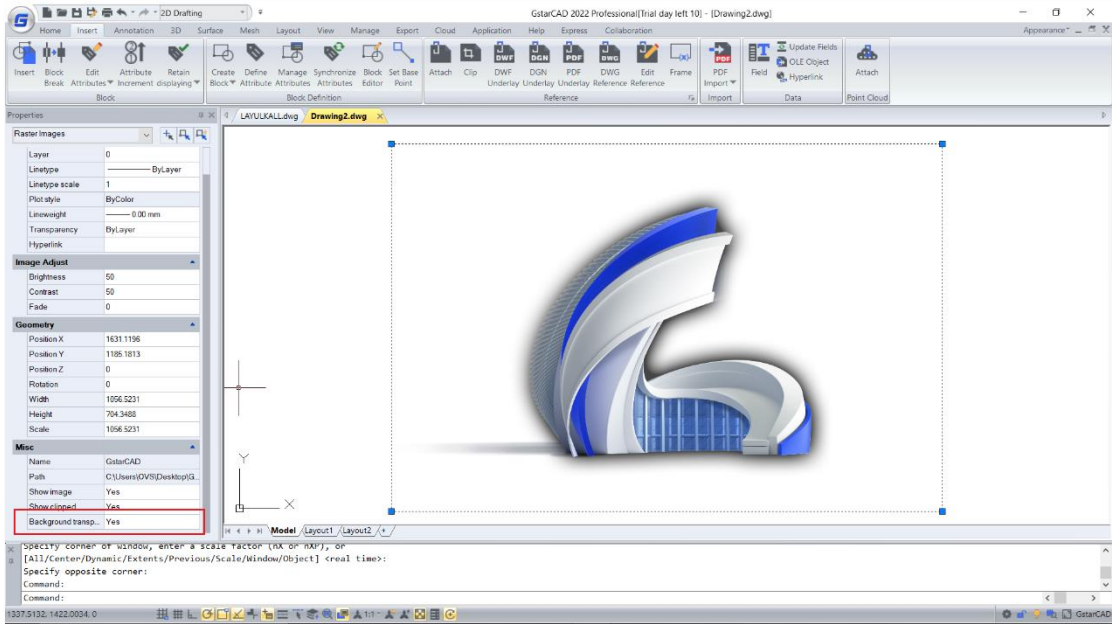 2D Drafting
GstarCAD 2022 Professional[Trial day left 10] - [Drawing2.dwg]
Home Insert Annotation 3D Surface Mesh Layout View Manage Export Cloud Application Help Express Collaboration
Appearance
Insert Block Break Edit Attributes Attribute Increment Retain displaying
Create Block Define Attribute Manage Attributes Synchronize Attributes Block Editor Set Base Point
Attach Clip DWF Underlay DGN Underlay PDF Underlay DWG Reference Edit Reference Frame
PDF Import
Field
Update Fields
OLE Object
Hyperlink
Attach
Block Block Definition Reference Import Data Point Cloud
Properties
LAYULKALL.dwg Drawing2.dwg
Raster Images
Layer 0
Linetype ByLayer
Linetype scale 1
Plot style ByColor
Lineweight 0.00 mm
Transparency ByLayer
Hyperlink
Image Adjust
Brightness 50
Contrast 50
Fade 0
Geometry
Position X 1631.1196
Position Y 1185.1813
Position Z 0
Rotation 0
Width 1056.5231
Height 704.3488
Scale 1056.5231
Misc
Name GstarCAD
Path C:\Users\OVS\Desktop\G...
Show image Yes
Show clipped Yes
Background transp... Yes
Y
X
Model Layout1 Layout2 +
Specify corner of window, enter a scale factor (nX or nXP), or
[All/Center/Dynamic/Extents/Previous/Scale/Window/Object] <real time>:
Specify opposite corner:
Command:
Command:
1337.5132, 1422.0034, 0
1:1
GstarCAD